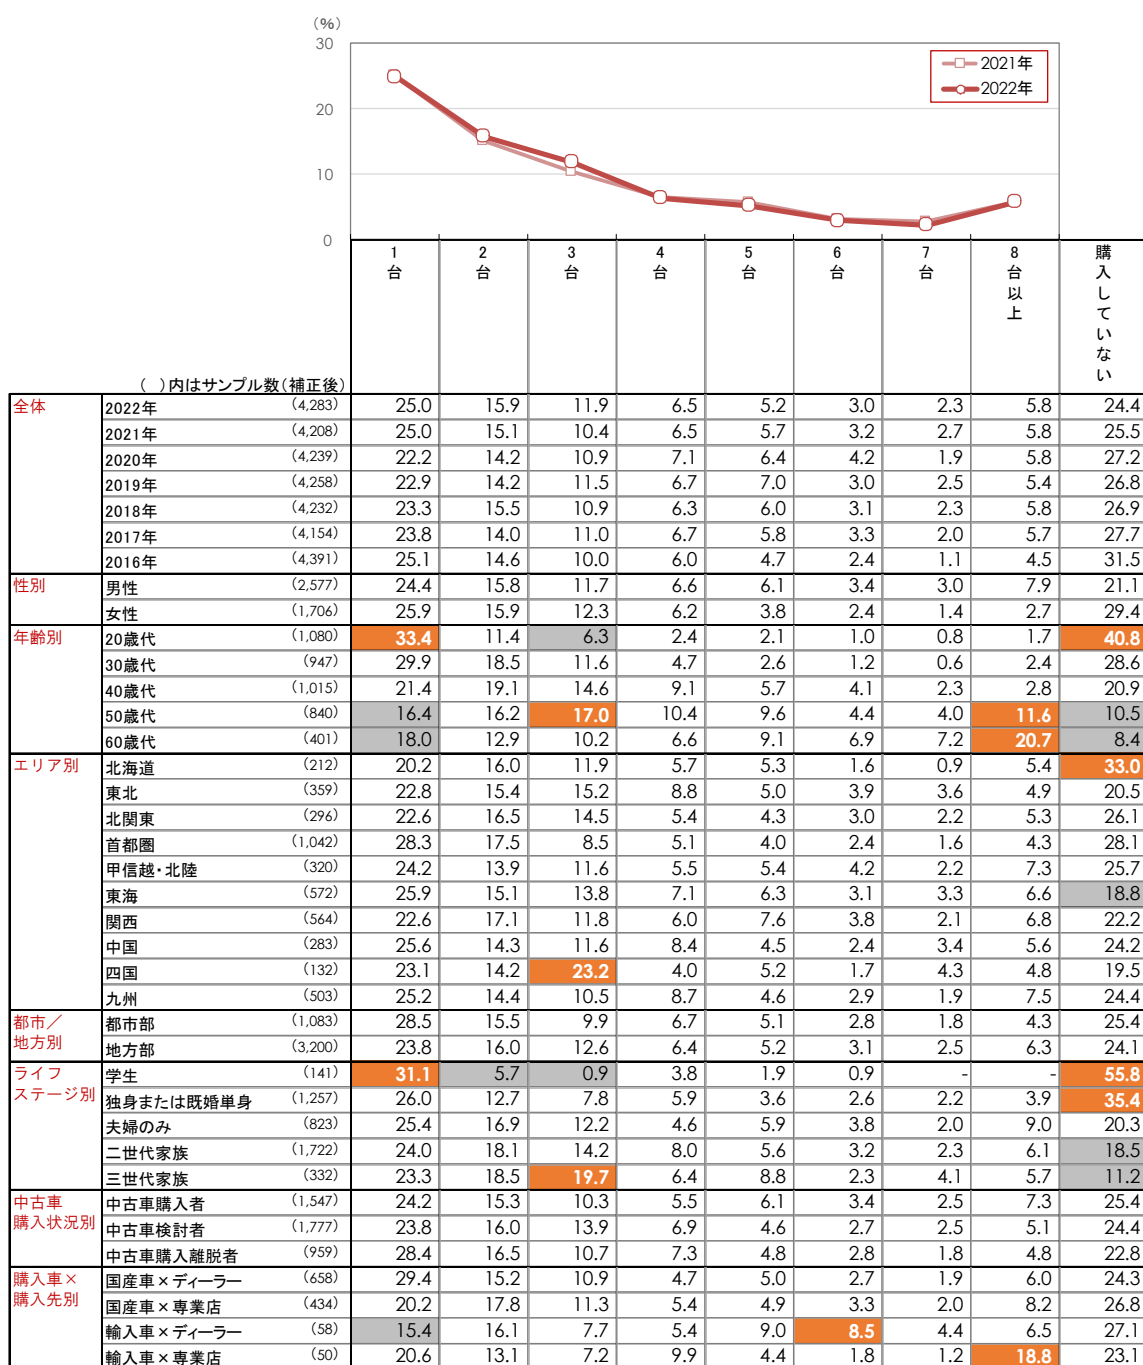 (%)
30
20
10
0
2021年
2022年
1台
2台
3台
4台
5台
6台
7台
8台以上
購入していない
( )内はサンプル数(補正後)
全体 2022年 (4,283) 25.0 15.9 11.9 6.5 5.2 3.0 2.3 5.8 24.4
2021年 (4,208) 25.0 15.1 10.4 6.5 5.7 3.2 2.7 5.8 25.5
2020年 (4,239) 22.2 14.2 10.9 7.1 6.4 4.2 1.9 5.8 27.2
2019年 (4,258) 22.9 14.2 11.5 6.7 7.0 3.0 2.5 5.4 26.8
2018年 (4,232) 23.3 15.5 10.9 6.3 6.0 3.1 2.3 5.8 26.9
2017年 (4,154) 23.8 14.0 11.0 6.7 5.8 3.3 2.0 5.7 27.7
2016年 (4,391) 25.1 14.6 10.0 6.0 4.7 2.4 1.1 4.5 31.5
性別 男性 (2,577) 24.4 15.8 11.7 6.6 6.1 3.4 3.0 7.9 21.1
女性 (1,706) 25.9 15.9 12.3 6.2 3.8 2.4 1.4 2.7 29.4
年齢別 20歳代 (1,080) 33.4 11.4 6.3 2.4 2.1 1.0 0.8 1.7 40.8
30歳代 (947) 29.9 18.5 11.6 4.7 2.6 1.2 0.6 2.4 28.6
40歳代 (1,015) 21.4 19.1 14.6 9.1 5.7 4.1 2.3 2.8 20.9
50歳代 (840) 16.4 16.2 17.0 10.4 9.6 4.4 4.0 11.6 10.5
60歳代 (401) 18.0 12.9 10.2 6.6 9.1 6.9 7.2 20.7 8.4
エリア別 北海道 (212) 20.2 16.0 11.9 5.7 5.3 1.6 0.9 5.4 33.0
東北 (359) 22.8 15.4 15.2 8.8 5.0 3.9 3.6 4.9 20.5
北関東 (296) 22.6 16.5 14.5 5.4 4.3 3.0 2.2 5.3 26.1
首都圏 (1,042) 28.3 17.5 8.5 5.1 4.0 2.4 1.6 4.3 28.1
甲信越・北陸 (320) 24.2 13.9 11.6 5.5 5.4 4.2 2.2 7.3 25.7
東海 (572) 25.9 15.1 13.8 7.1 6.3 3.1 3.3 6.6 18.8
関西 (564) 22.6 17.1 11.8 6.0 7.6 3.8 2.1 6.8 22.2
中国 (283) 25.6 14.3 11.6 8.4 4.5 2.4 3.4 5.6 24.2
四国 (132) 23.1 14.2 23.2 4.0 5.2 1.7 4.3 4.8 19.5
九州 (503) 25.2 14.4 10.5 8.7 4.6 2.9 1.9 7.5 24.4
都市/ 都市部 (1,083) 28.5 15.5 9.9 6.7 5.1 2.8 1.8 4.3 25.4
地方別 地方部 (3,200) 23.8 16.0 12.6 6.4 5.2 3.1 2.5 6.3 24.1
ライフ 学生 (141) 31.1 5.7 0.9 3.8 1.9 0.9 - - 55.8
ステージ別 独身または既婚単身 (1,257) 26.0 12.7 7.8 5.9 3.6 2.6 2.2 3.9 35.4
夫婦のみ (823) 25.4 16.9 12.2 4.6 5.9 3.8 2.0 9.0 20.3
二世代家族 (1,722) 24.0 18.1 14.2 8.0 5.6 3.2 2.3 6.1 18.5
三世代家族 (332) 23.3 18.5 19.7 6.4 8.8 2.3 4.1 5.7 11.2
中古車 中古車購入者 (1,547) 24.2 15.3 10.3 5.5 6.1 3.4 2.5 7.3 25.4
購入状況別 中古車検討者 (1,777) 23.8 16.0 13.9 6.9 4.6 2.7 2.5 5.1 24.4
中古車購入離脱者 (959) 28.4 16.5 10.7 7.3 4.8 2.8 1.8 4.8 22.8
購入車× 国産車×ディーラー (658) 29.4 15.2 10.9 4.7 5.0 2.7 1.9 6.0 24.3
購入先別 国産車×専業店 (434) 20.2 17.8 11.3 5.4 4.9 3.3 2.0 8.2 26.8
輸入車×ディーラー (58) 15.4 16.1 7.7 5.4 9.0 8.5 4.4 6.5 27.1
輸入車×専業店 (50) 20.6 13.1 7.2 9.9 4.4 1.8 1.2 18.8 23.1